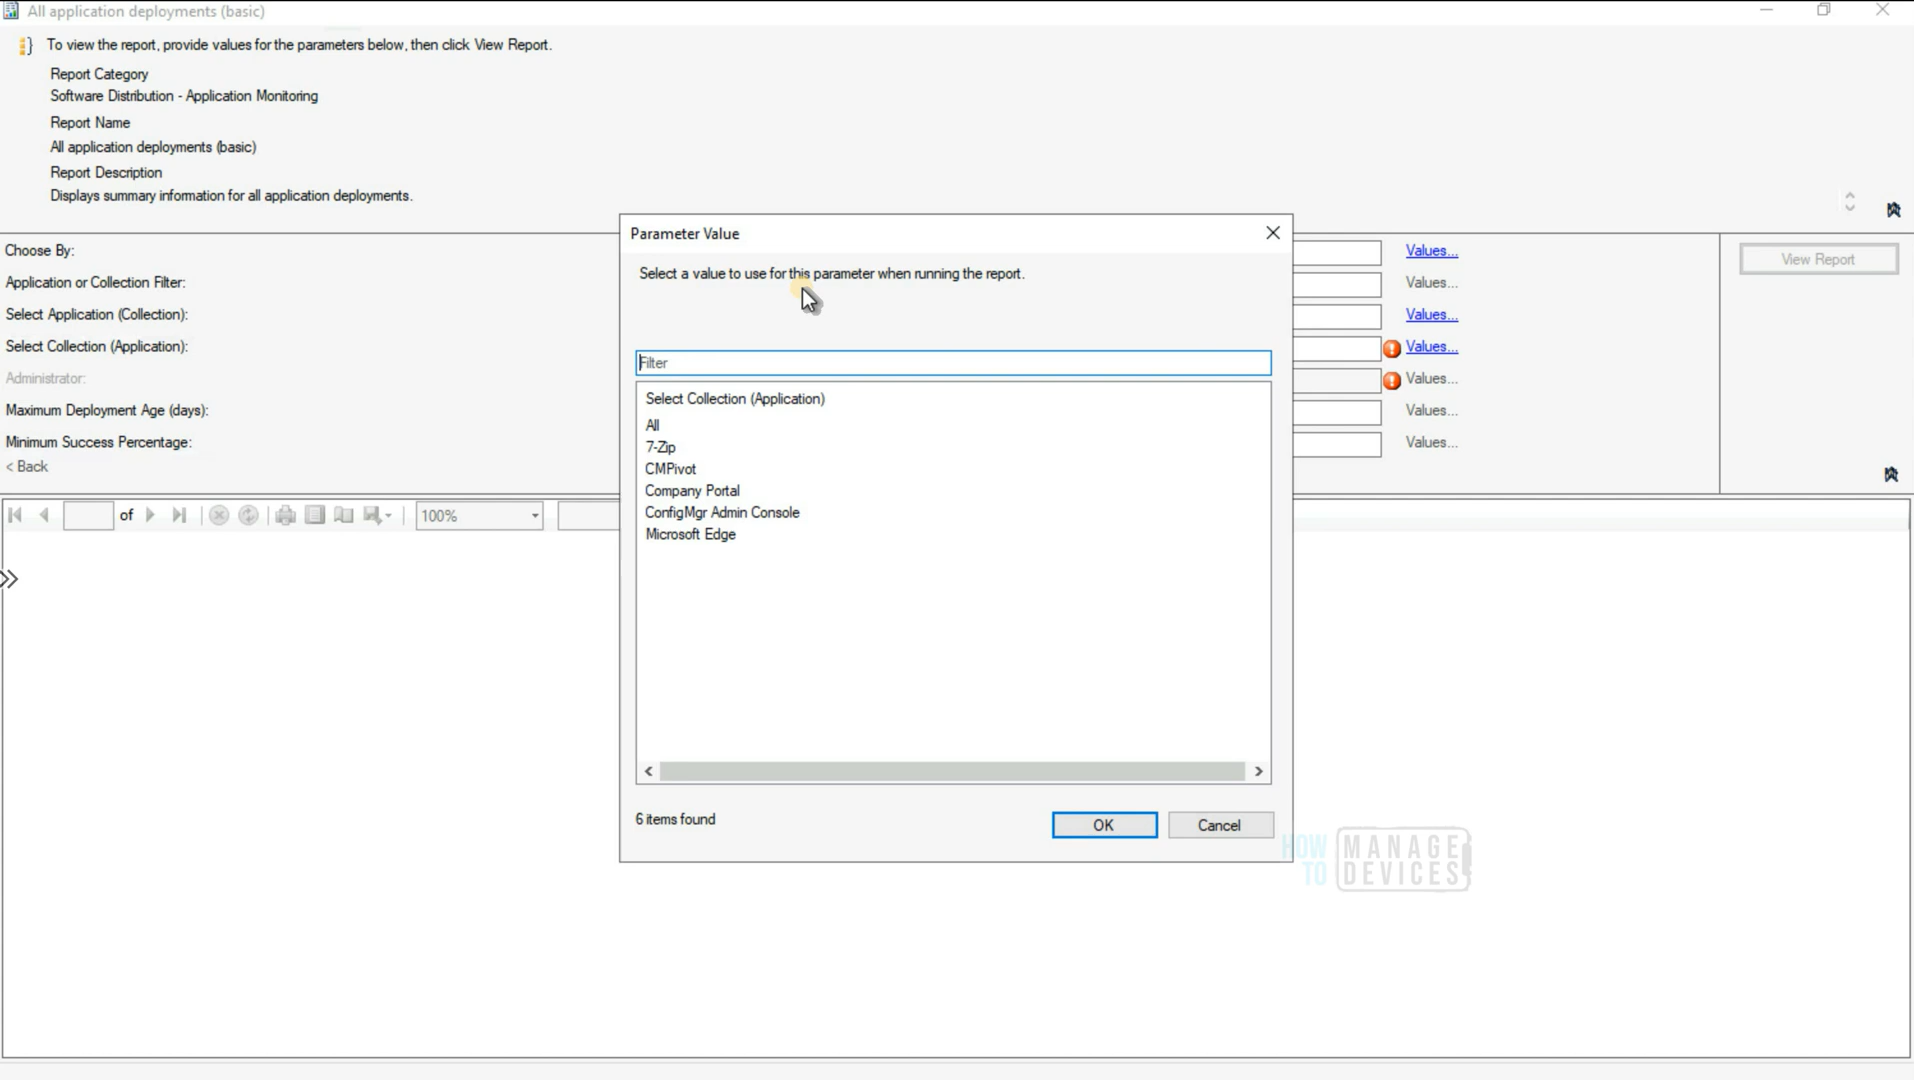 All application deployments (basic)
To view the report, provide values for the parameters below, then click View Report.
Report Category
Software Distribution - Application Monitoring
Report Name
All application deployments (basic)
Report Description
Displays summary information for all application deployments.
Choose By:
Values...
View Report
Application or Collection Filter:
Values...
Select Application (Collection):
Values...
Select Collection (Application):
Values...
Administrator:
Values...
Maximum Deployment Age (days):
Values...
Minimum Success Percentage:
Values...
< Back
of
100%
Parameter Value
Select a value to use for this parameter when running the report.
Filter
Select Collection (Application)
All
7-Zip
CMPivot
Company Portal
ConfigMgr Admin Console
Microsoft Edge
6 items found
OK
Cancel
HOW TO
MANAGE
DEVICES